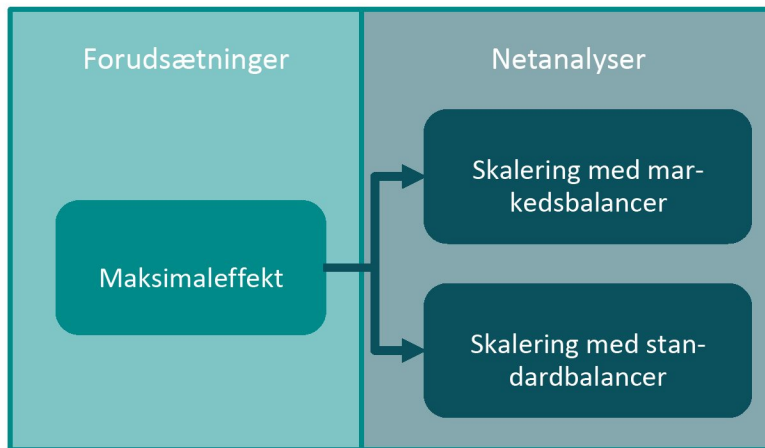 Forudsætninger
Netanalyser
Skalering med mar-
kedsbalancer
Maksimaleffekt
Skalering med stan-
dardbalancer